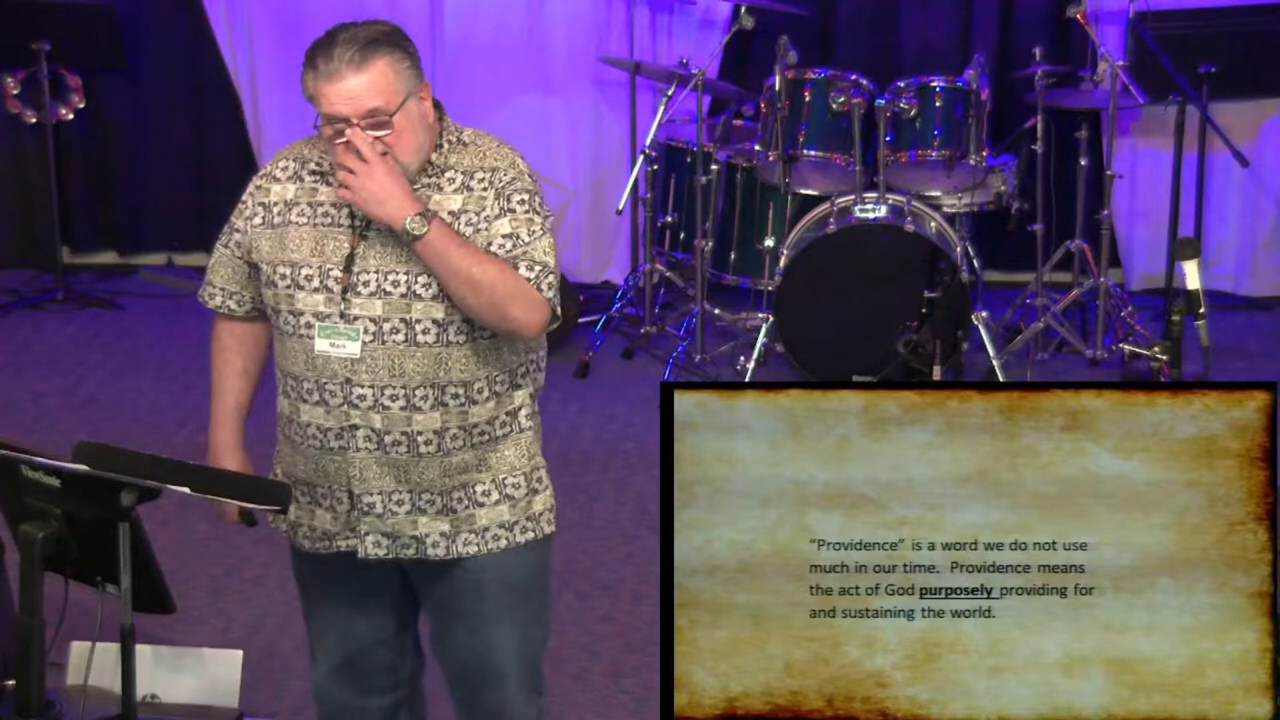 Mark
ViewSonic
“Providence” is a word we do not use
much in our time.  Providence means
the act of God purposely providing for
and sustaining the world.